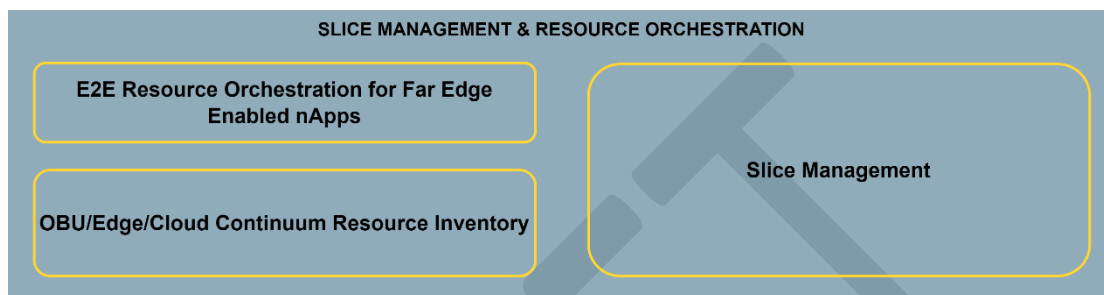 SLICE MANAGEMENT & RESOURCE ORCHESTRATION
E2E Resource Orchestration for Far Edge
Enabled nApps
Slice Management
OBU/Edge/Cloud Continuum Resource Inventory